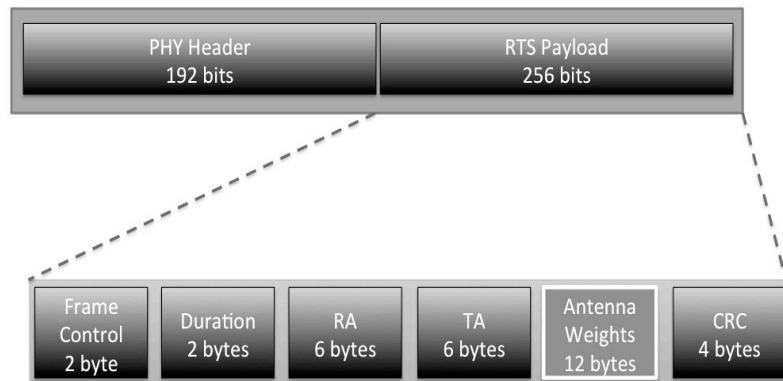 PHY Header
192 bits
RTS Payload
256 bits
Frame
Control
2 byte
Duration
2 bytes
RA
6 bytes
TA
6 bytes
Antenna
Weights
12 bytes
CRC
4 bytes